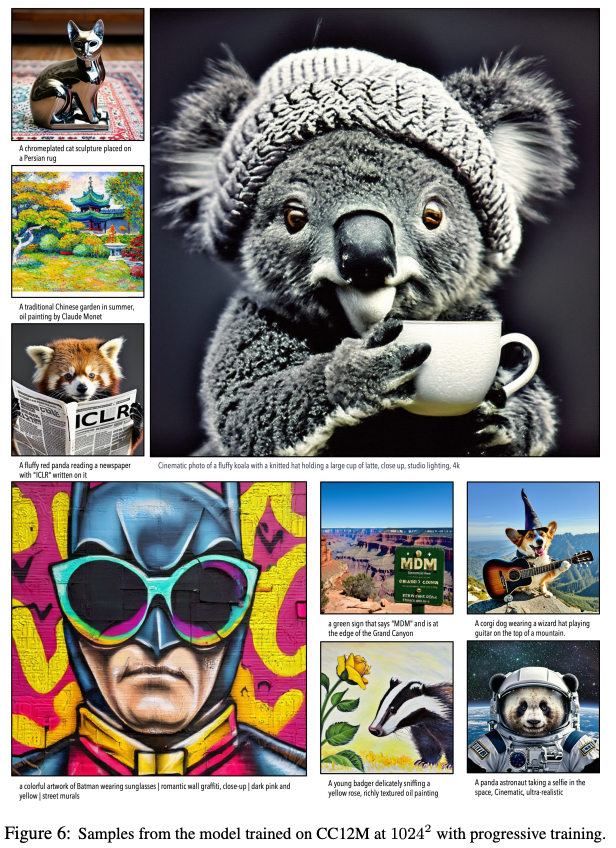 A chromeplated cat sculpture placed on
a Persian rug
A traditional Chinese garden in summer,
oil painting by Claude Monet
ICLR
A fluffy red panda reading a newspaper
with "ICLR" written on it
Cinematic photo of a fluffy koala with a knitted hat holding a large cup of latte, close up, studio lighting, 4k
a colorful artwork of Batman wearing sunglasses | romantic wall graffiti, close-up | dark pink and
yellow | street murals
MDM
a green sign that says "MDM" and is at
the edge of the Grand Canyon
A corgi dog wearing a wizard hat playing
guitar on the top of a mountain.
A young badger delicately sniffing a
yellow rose, richly textured oil painting
A panda astronaut taking a selfie in the
space, Cinematic, ultra-realistic
Figure 6: Samples from the model trained on CC12M at 1024² with progressive training.